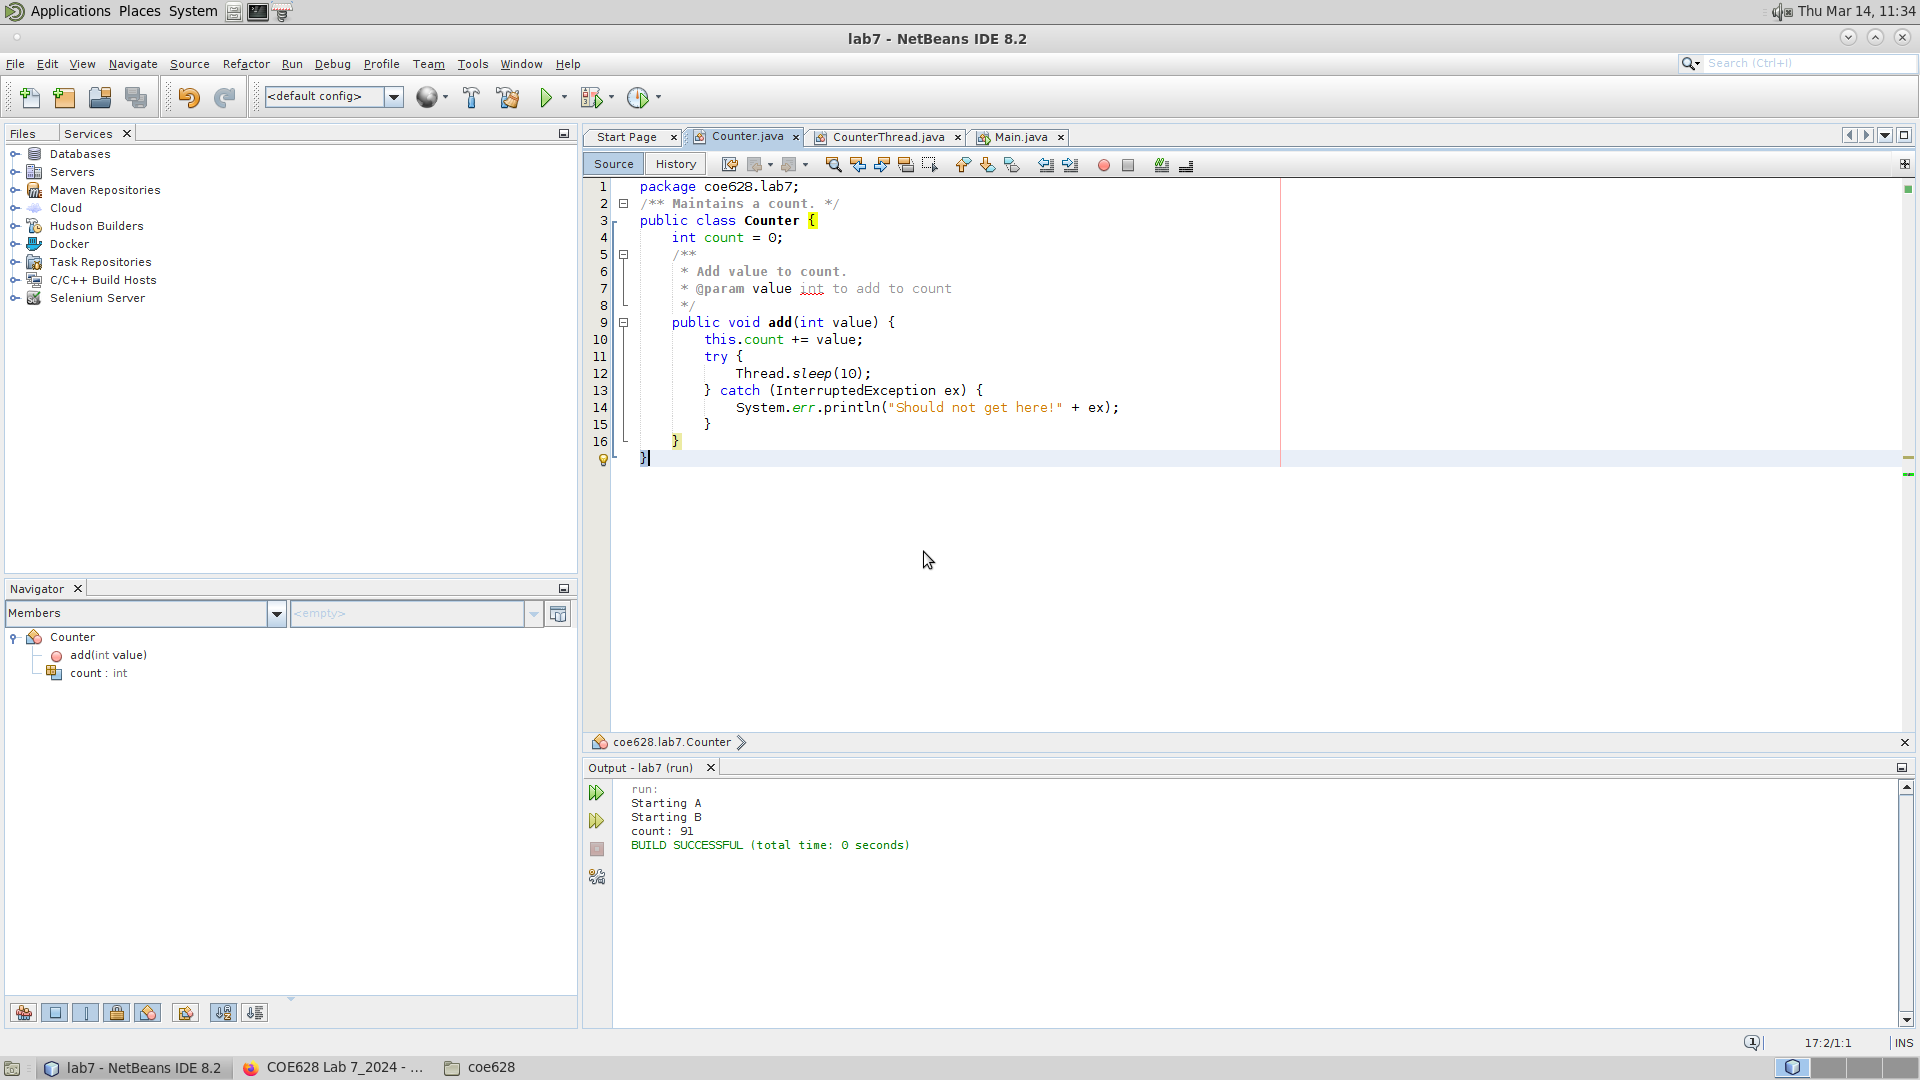 Applications Places System
Thu Mar 14, 11:34
lab7 - NetBeans IDE 8.2
File Edit View Navigate Source Refactor Run Debug Profile Team Tools Window Help
Search (Ctrl+I)
<default config>
Files
Services
Databases
Servers
Maven Repositories
Cloud
Hudson Builders
Docker
Task Repositories
C/C++ Build Hosts
Selenium Server
Navigator
Members
<empty>
Counter
add(int value)
count : int
Start Page
Counter.java
CounterThread.java
Main.java
Source
History
1 package coe628.lab7;
2 /** Maintains a count. */
3 public class Counter {
4 int count = 0;
5 /**
6 * Add value to count.
7 * @param value int to add to count
8 */
9 public void add(int value) {
10 this.count += value;
11 try {
12 Thread.sleep(10);
13 } catch (InterruptedException ex) {
14 System.err.println("Should not get here!" + ex);
15 }
16 }
}
coe628.lab7.Counter
Output - lab7 (run)
run:
Starting A
Starting B
count: 91
BUILD SUCCESSFUL (total time: 0 seconds)
1
17:2/1:1
INS
lab7 - NetBeans IDE 8.2
COE628 Lab 7_2024 - ...
coe628